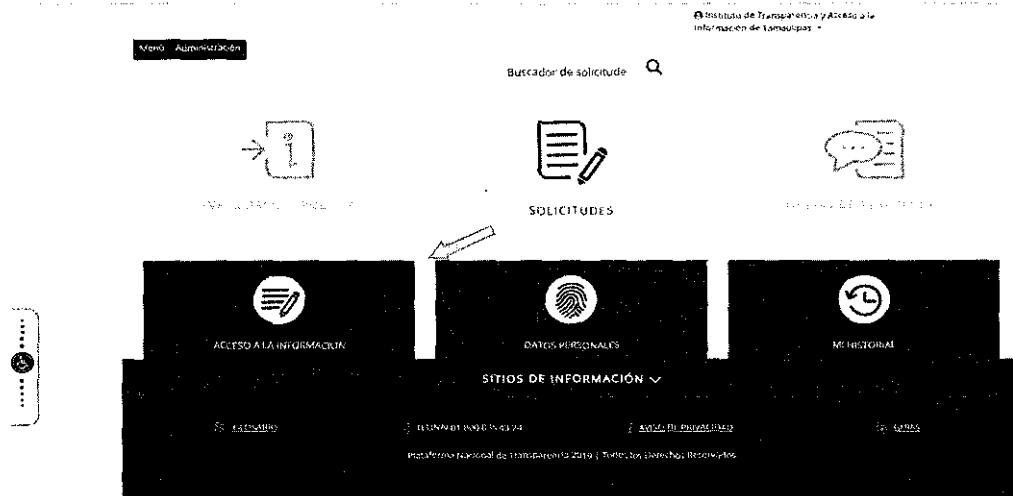 Instituto de Transparencia y Acceso a la
Información de Tamaulipas
Menú Administración
Buscador de solicitude
SOLICITUDES
ACCESO A LA INFORMACIÓN
DATOS PERSONALES
MI HISTORIAL
SITIOS DE INFORMACIÓN
GLOSARIO
AVISO DE PRIVACIDAD
Plataforma Nacional de Transparencia 2019 | Todos los Derechos Reservados